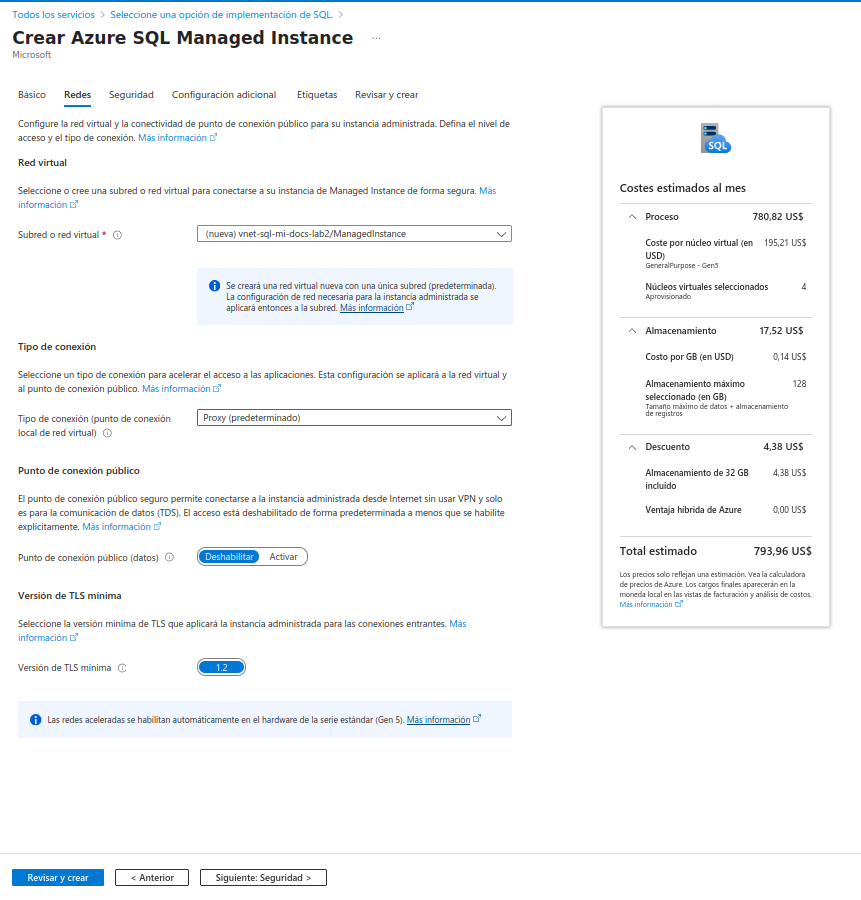 Todos los servicios > Seleccione una opción de implementación de SQL. >
Crear Azure SQL Managed Instance ...
Microsoft
Básico Redes Seguridad Configuración adicional Etiquetas Revisar y crear
Configure la red virtual y la conectividad de punto de conexión público para su instancia administrada. Defina el nivel de
acceso y el tipo de conexión. Más información
Red virtual
Seleccione o cree una subred o red virtual para conectarse a su instancia de Managed Instance de forma segura. Más
información
Subred o red virtual *
(nueva) vnet-sql-mi-docs-lab2/ManagedInstance
Se creará una red virtual nueva con una única subred (predeterminada).
La configuración de red necesaria para la instancia administrada se
aplicará entonces a la subred. Más información
Tipo de conexión
Seleccione un tipo de conexión para acelerar el acceso a las aplicaciones. Esta configuración se aplicará a la red virtual y
al punto de conexión público. Más información
Tipo de conexión (punto de conexión
local de red virtual)
Proxy (predeterminado)
Punto de conexión público
El punto de conexión público seguro permite conectarse a la instancia administrada desde Internet sin usar VPN y solo
es para la comunicación de datos (TDS). El acceso está deshabilitado de forma predeterminada a menos que se habilite
explícitamente. Más información
Punto de conexión público (datos)
Deshabilitar Activar
Versión de TLS mínima
Seleccione la versión mínima de TLS que aplicará la instancia administrada para las conexiones entrantes. Más
información
Versión de TLS mínima
1.2
Las redes aceleradas se habilitan automáticamente en el hardware de la serie estándar (Gen 5). Más información
SQL
Costes estimados al mes
Proceso 780,82 US$
Coste por núcleo virtual (en 195,21 US$
USD)
GeneralPurpose - Gen5
Núcleos virtuales seleccionados 4
Aprovisionado
Almacenamiento 17,52 US$
Costo por GB (en USD) 0,14 US$
Almacenamiento máximo 128
seleccionado (en GB)
Tamaño máximo de datos + almacenamiento
de registros
Descuento 4,38 US$
Almacenamiento de 32 GB 4,38 US$
incluido
Ventaja híbrida de Azure 0,00 US$
Total estimado 793,96 US$
Los precios solo reflejan una estimación. Vea la calculadora
de precios de Azure. Los cargos finales aparecerán en la
moneda local en las vistas de facturación y análisis de costos.
Más información
Revisar y crear < Anterior Siguiente: Seguridad >